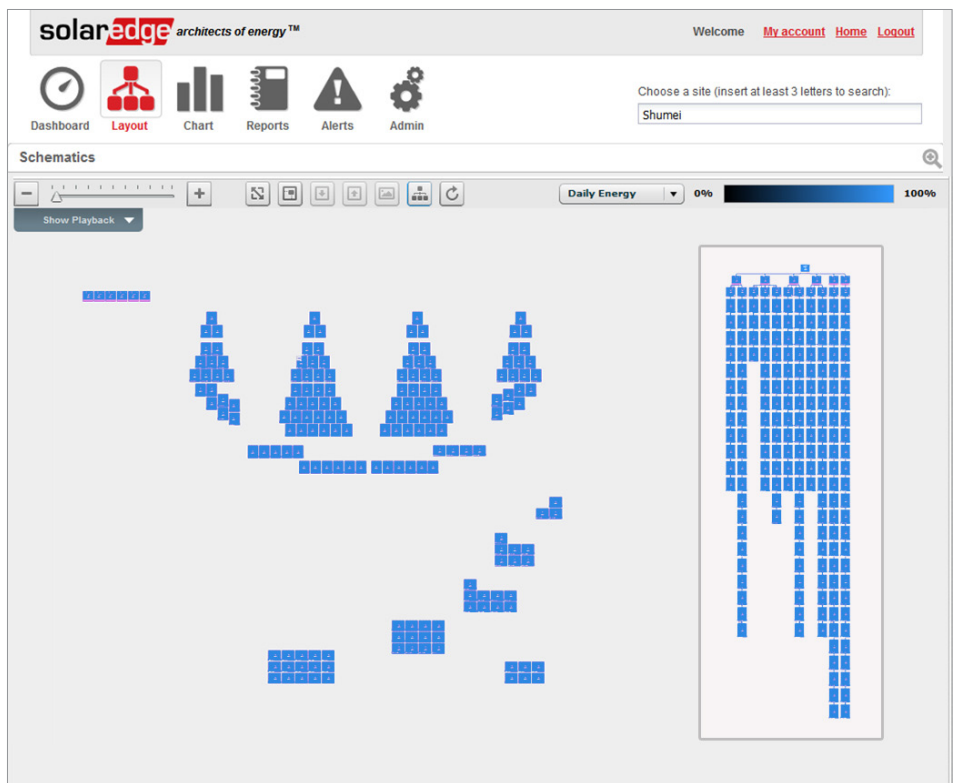 solaredge architects of energy™
Welcome My account Home Logout
Dashboard Layout Chart Reports Alerts Admin
Choose a site (insert at least 3 letters to search):
Shumei
Schematics
Daily Energy 0% 100%
Show Playback